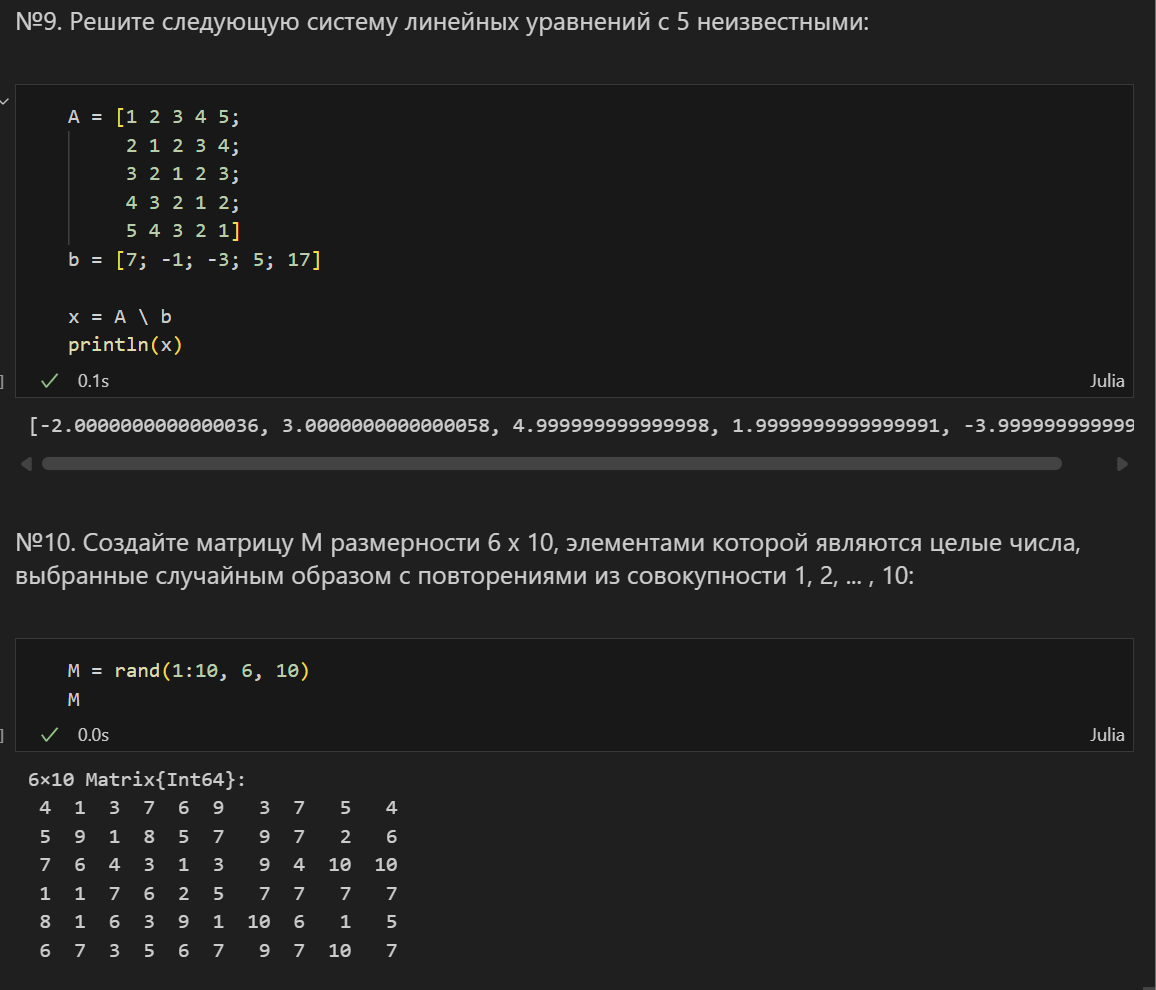 №9. Решите следующую систему линейных уравнений с 5 неизвестными:
A = [1 2 3 4 5;
2 1 2 3 4;
3 2 1 2 3;
4 3 2 1 2;
5 4 3 2 1]
b = [7; -1; -3; 5; 17]
x = A \ b
println(x)
0.1s
Julia
[-2.0000000000000036, 3.0000000000000058, 4.999999999999998, 1.9999999999999991, -3.999999999999
№10. Создайте матрицу M размерности 6 x 10, элементами которой являются целые числа,
выбранные случайным образом с повторениями из совокупности 1, 2, ... , 10:
M = rand(1:10, 6, 10)
M
0.0s
Julia
6×10 Matrix{Int64}:
4 1 3 7 6 9 3 7 5 4
5 9 1 8 5 7 9 7 2 6
7 6 4 3 1 3 9 4 10 10
1 1 7 6 2 5 7 7 7 7
8 1 6 3 9 1 10 6 1 5
6 7 3 5 6 7 9 7 10 7